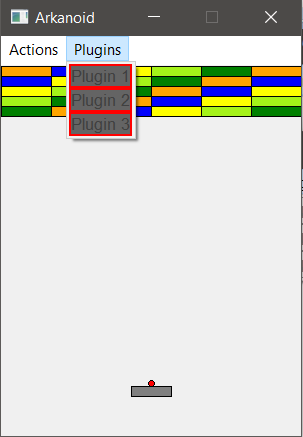 Arkanoid
Actions Plugins
Plugin 1
Plugin 2
Plugin 3